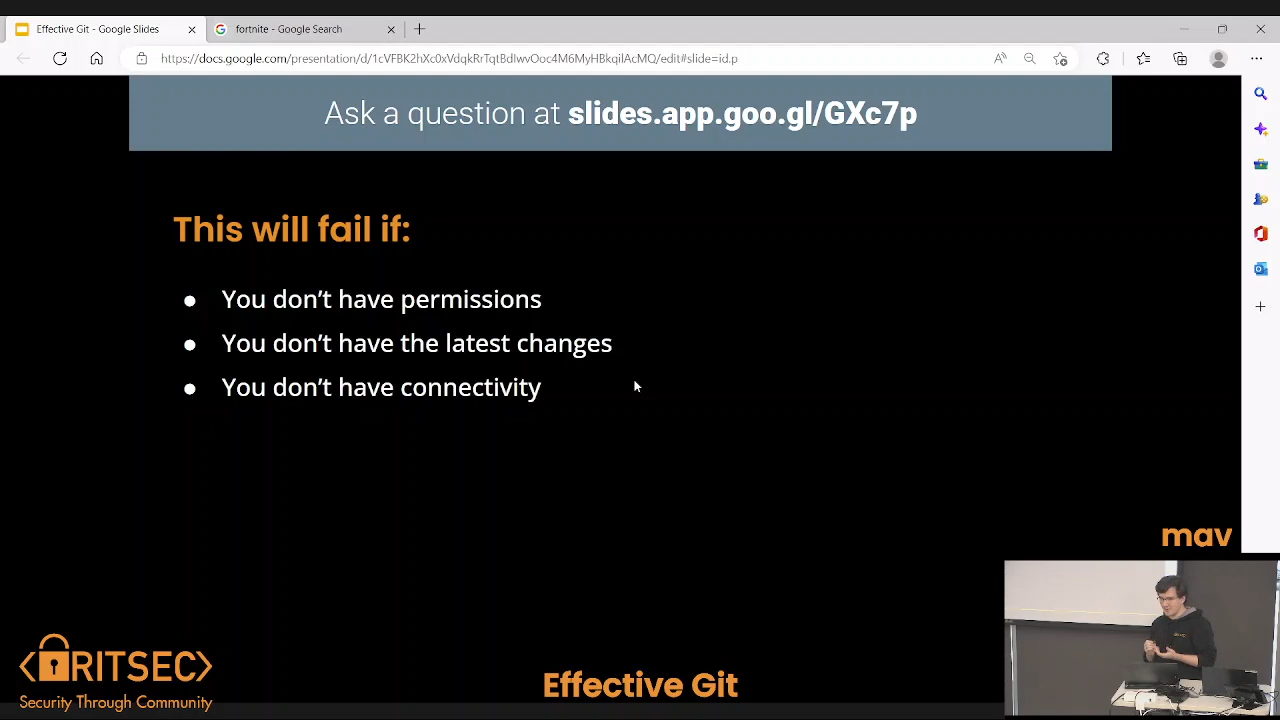 Effective Git - Google Slides
fortnite - Google Search
https://docs.google.com/presentation/d/1cVFBK2hXc0xVdqkRrTqtBdIwvOoc4M6MyHBkqilAcMQ/edit#slide=id.p
Ask a question at slides.app.goo.gl/GXc7p
This will fail if:
● You don't have permissions
● You don't have the latest changes
● You don't have connectivity
mav
<RITSEC>
Security Through Community
Effective Git